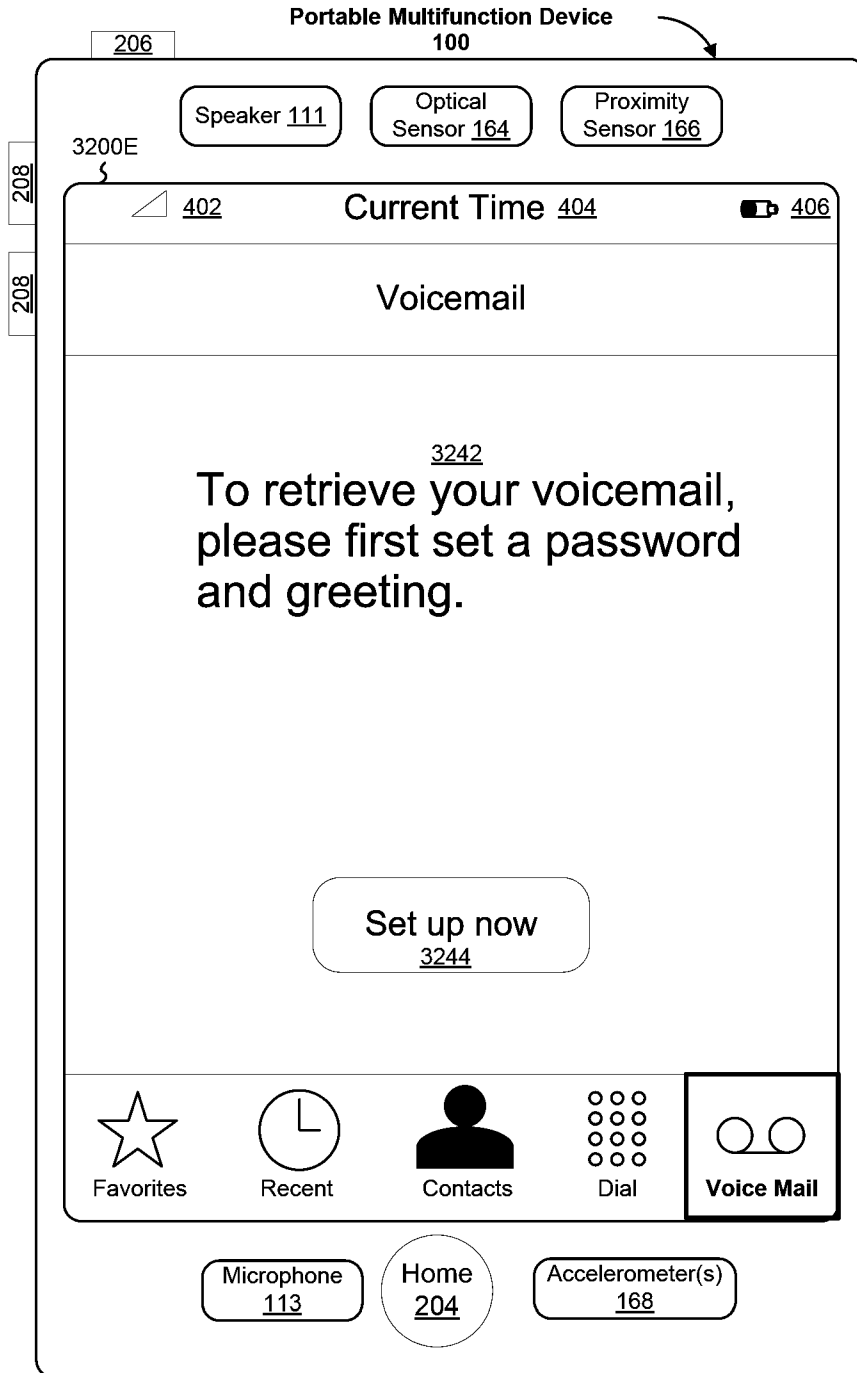 Portable Multifunction Device
100
206
Speaker 111
Optical
Sensor 164
Proximity
Sensor 166
3200E
208
402
Current Time 404
406
208
Voicemail
3242
To retrieve your voicemail,
please first set a password
and greeting.
Set up now
3244
Favorites
Recent
Contacts
Dial
Voice Mail
Microphone
113
Home
204
Accelerometer(s)
168